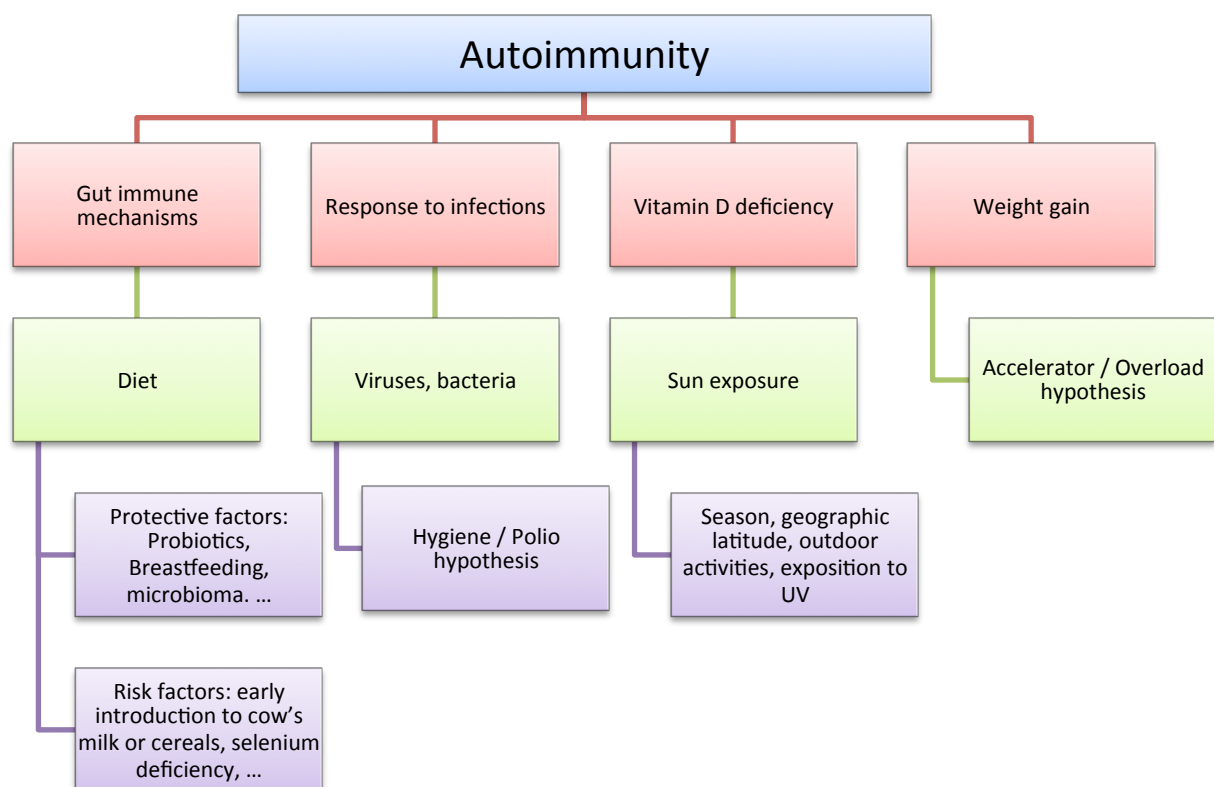 Autoimmunity
Gut immune
mechanisms
Response to infections
Vitamin D deficiency
Weight gain
Diet
Viruses, bacteria
Sun exposure
Accelerator / Overload
hypothesis
Protective factors:
Probiotics,
Breastfeeding,
microbioma. ...
Hygiene / Polio
hypothesis
Season, geographic
latitude, outdoor
activities, exposition to
UV
Risk factors: early
introduction to cow's
milk or cereals, selenium
deficiency, ...